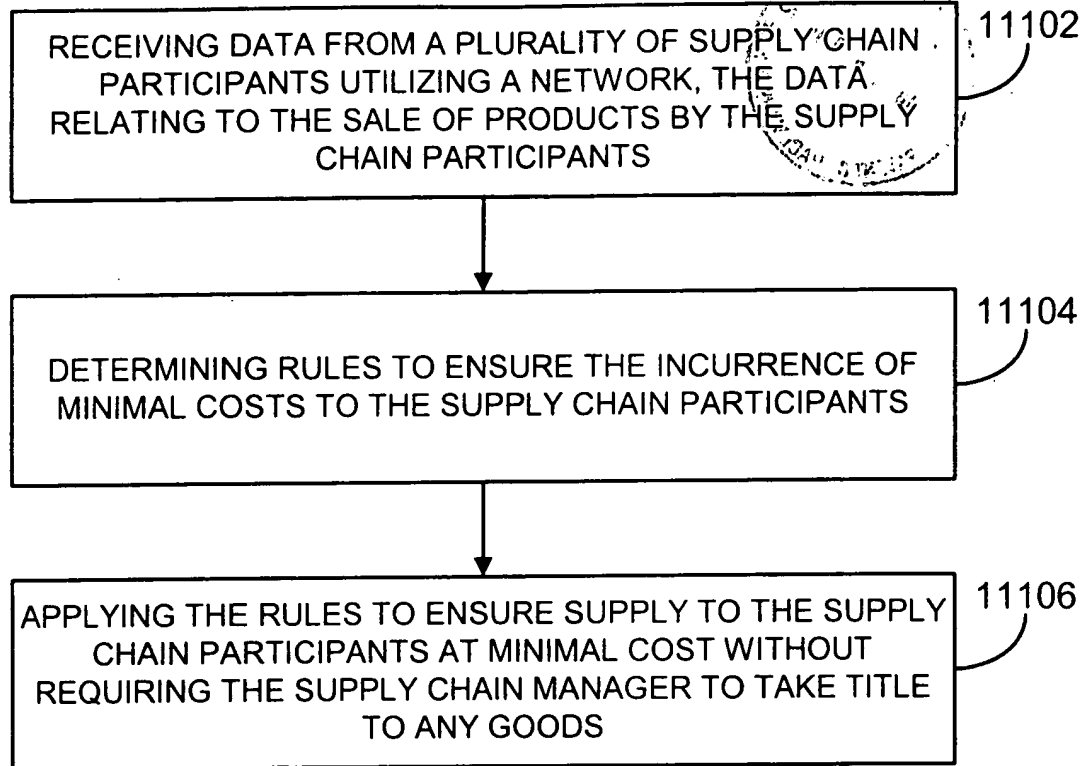 RECEIVING DATA FROM A PLURALITY OF SUPPLY CHAIN
PARTICIPANTS UTILIZING A NETWORK, THE DATA
RELATING TO THE SALE OF PRODUCTS BY THE SUPPLY
CHAIN PARTICIPANTS
11102
DETERMINING RULES TO ENSURE THE INCURRENCE OF
MINIMAL COSTS TO THE SUPPLY CHAIN PARTICIPANTS
11104
APPLYING THE RULES TO ENSURE SUPPLY TO THE SUPPLY
CHAIN PARTICIPANTS AT MINIMAL COST WITHOUT
REQUIRING THE SUPPLY CHAIN MANAGER TO TAKE TITLE
TO ANY GOODS
11106